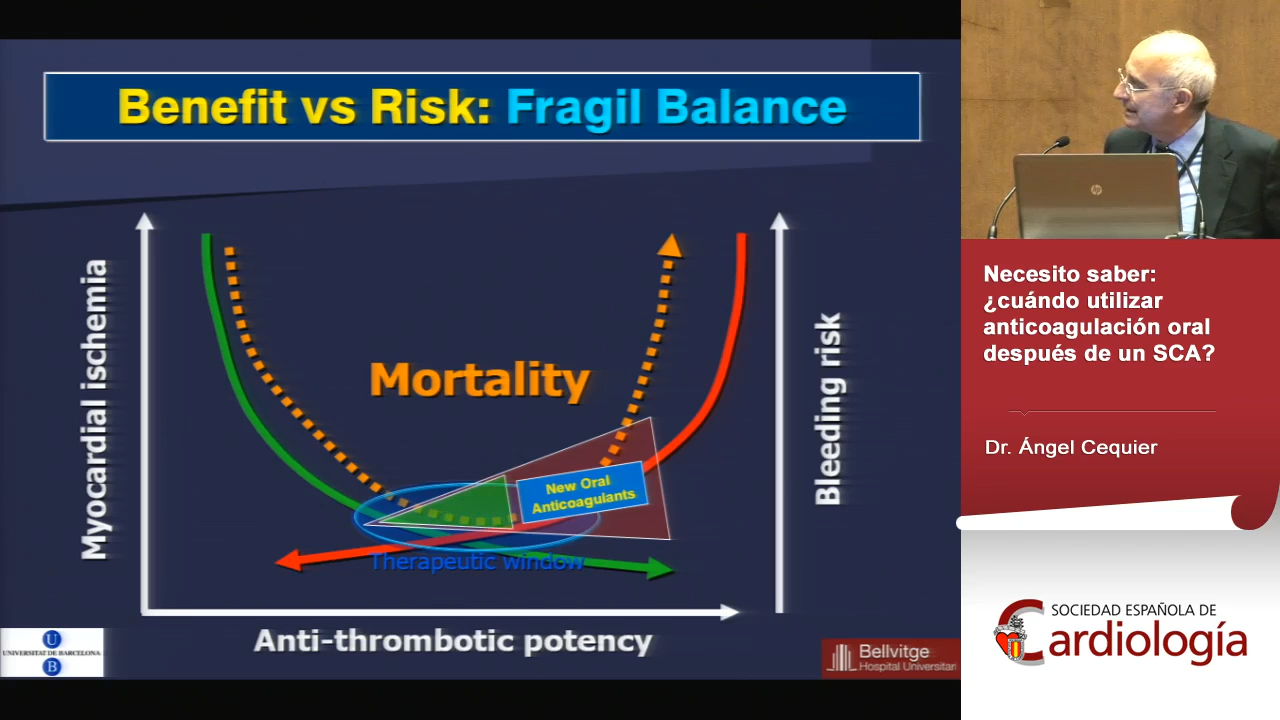 Benefit vs Risk: Fragil Balance
Myocardial ischemia
Mortality
Bleeding risk
New Oral
Anticoagulants
Therapeutic window
Anti-thrombotic potency
U
UNIVERSITAT DE BARCELONA
B
Bellvitge
Hospital Universitari
hp
Necesito saber:
¿cuándo utilizar
anticoagulación oral
después de un SCA?
Dr. Ángel Cequier
SOCIEDAD ESPAÑOLA DE
Cardiología